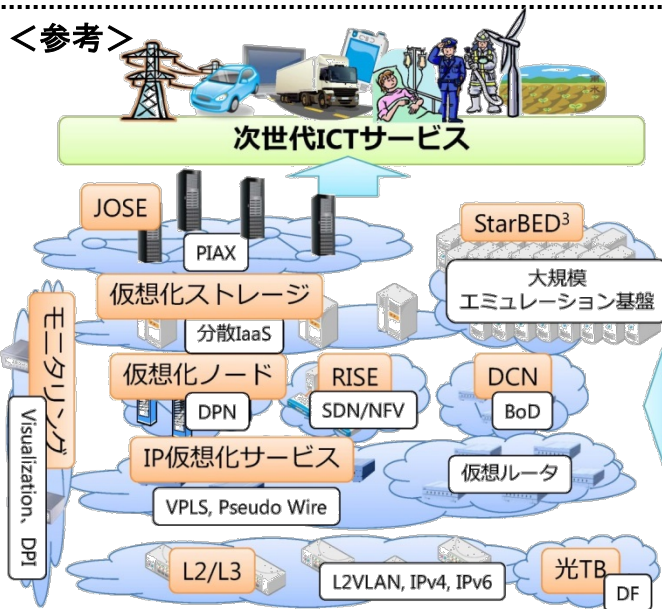 ＜参考＞
次世代ICTサービス
JOSE
PIAX
StarBED³
大規模
エミュレーション基盤
仮想化ストレージ
分散IaaS
モニタリング
Visualization、DPI
仮想化ノード
DPN
RISE
SDN/NFV
DCN
BoD
IP仮想化サービス
VPLS, Pseudo Wire
仮想ルータ
L2/L3
L2VLAN, IPv4, IPv6
光TB
DF